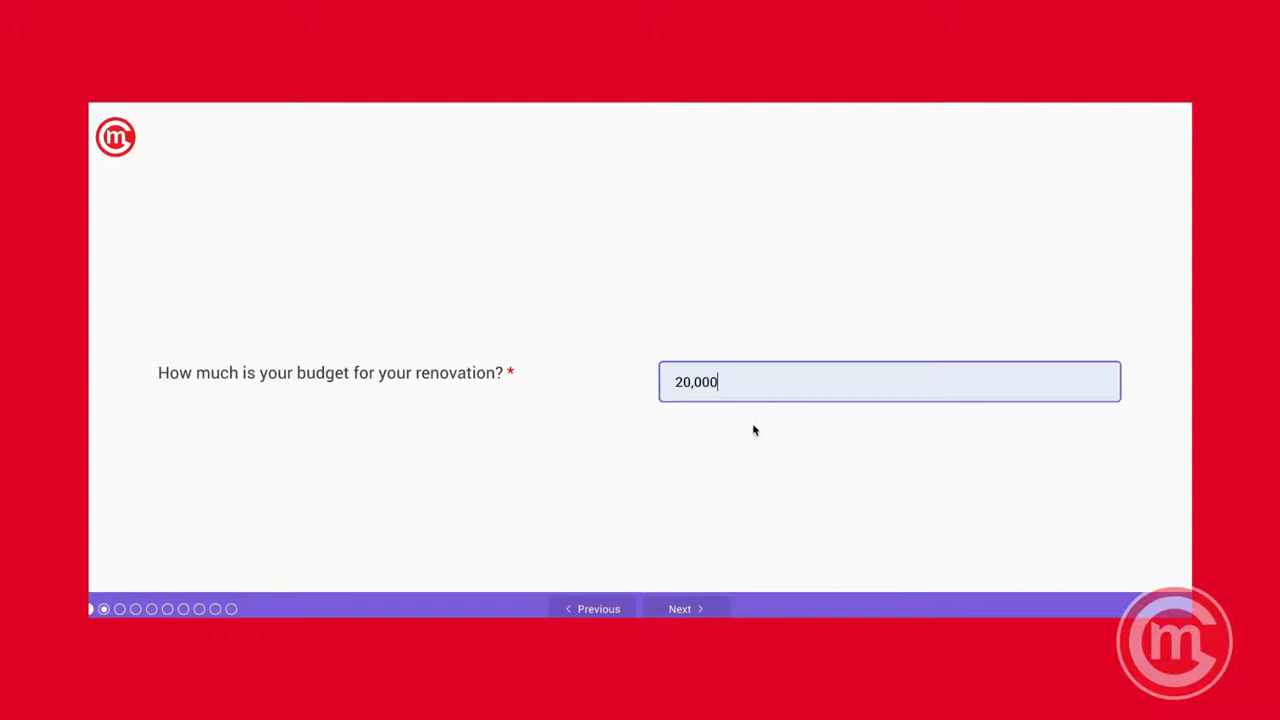 m
How much is your budget for your renovation? *
20,000
< Previous
Next >
m